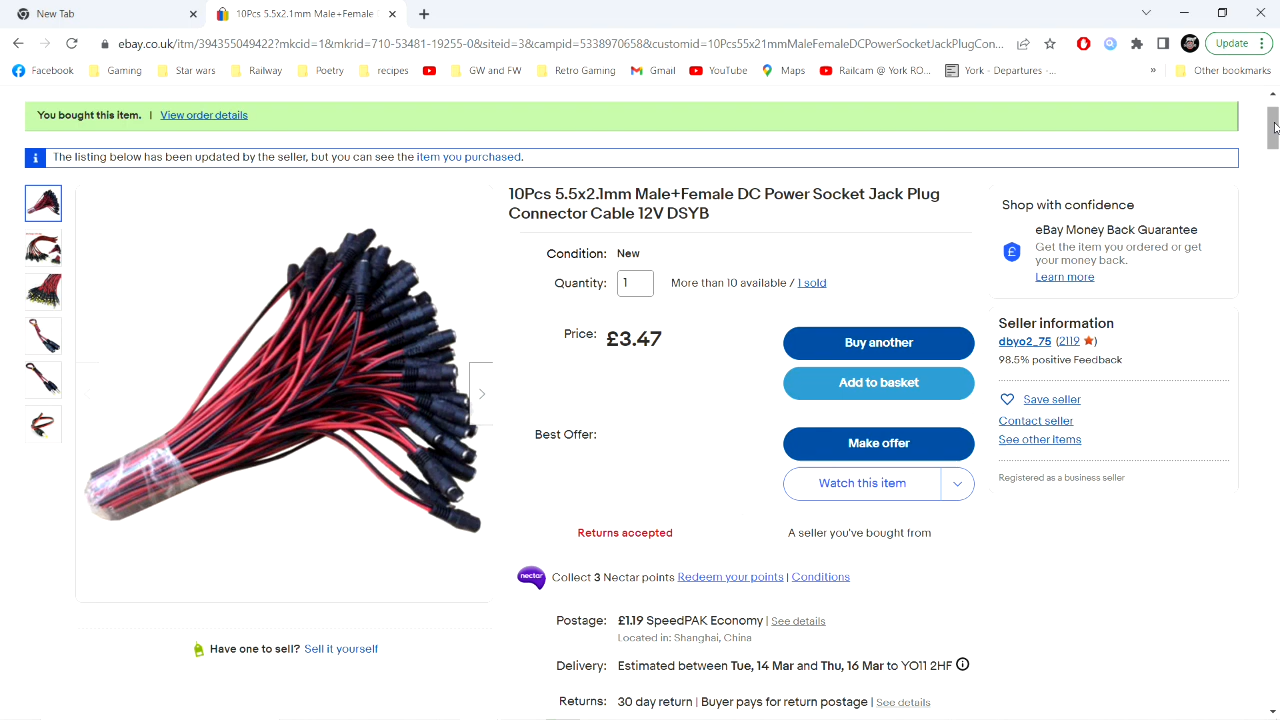 New Tab
10Pcs 5.5x2.1mm Male+Female
ebay.co.uk/itm/394355049422?mkcid=1&mkrid=710-53481-19255-0&siteid=3&campid=5338970658&customid=10Pcs55x21mmMaleFemaleDCPowerSocketJackPlugCon...
Update
Facebook
Gaming
Star wars
Railway
Poetry
recipes
GW and FW
Retro Gaming
Gmail
YouTube
Maps
Railcam @ York RO...
York - Departures -...
»
Other bookmarks
You bought this item. | View order details
The listing below has been updated by the seller, but you can see the item you purchased.
10Pcs 5.5x2.1mm Male+Female DC Power Socket Jack Plug
Connector Cable 12V DSYB
Condition: New
Quantity: 1 More than 10 available / 1 sold
Price: £3.47
Buy another
Add to basket
Best Offer:
Make offer
Watch this item
Returns accepted
A seller you've bought from
nectar
Collect 3 Nectar points Redeem your points | Conditions
Postage: £1.19 SpeedPAK Economy | See details
Located in: Shanghai, China
Delivery: Estimated between Tue, 14 Mar and Thu, 16 Mar to YO11 2HF
Returns: 30 day return | Buyer pays for return postage | See details
Have one to sell? Sell it yourself
Shop with confidence
eBay Money Back Guarantee
Get the item you ordered or get
your money back.
Learn more
Seller information
dbyo2_75 (2119)
98.5% positive Feedback
Save seller
Contact seller
See other items
Registered as a business seller